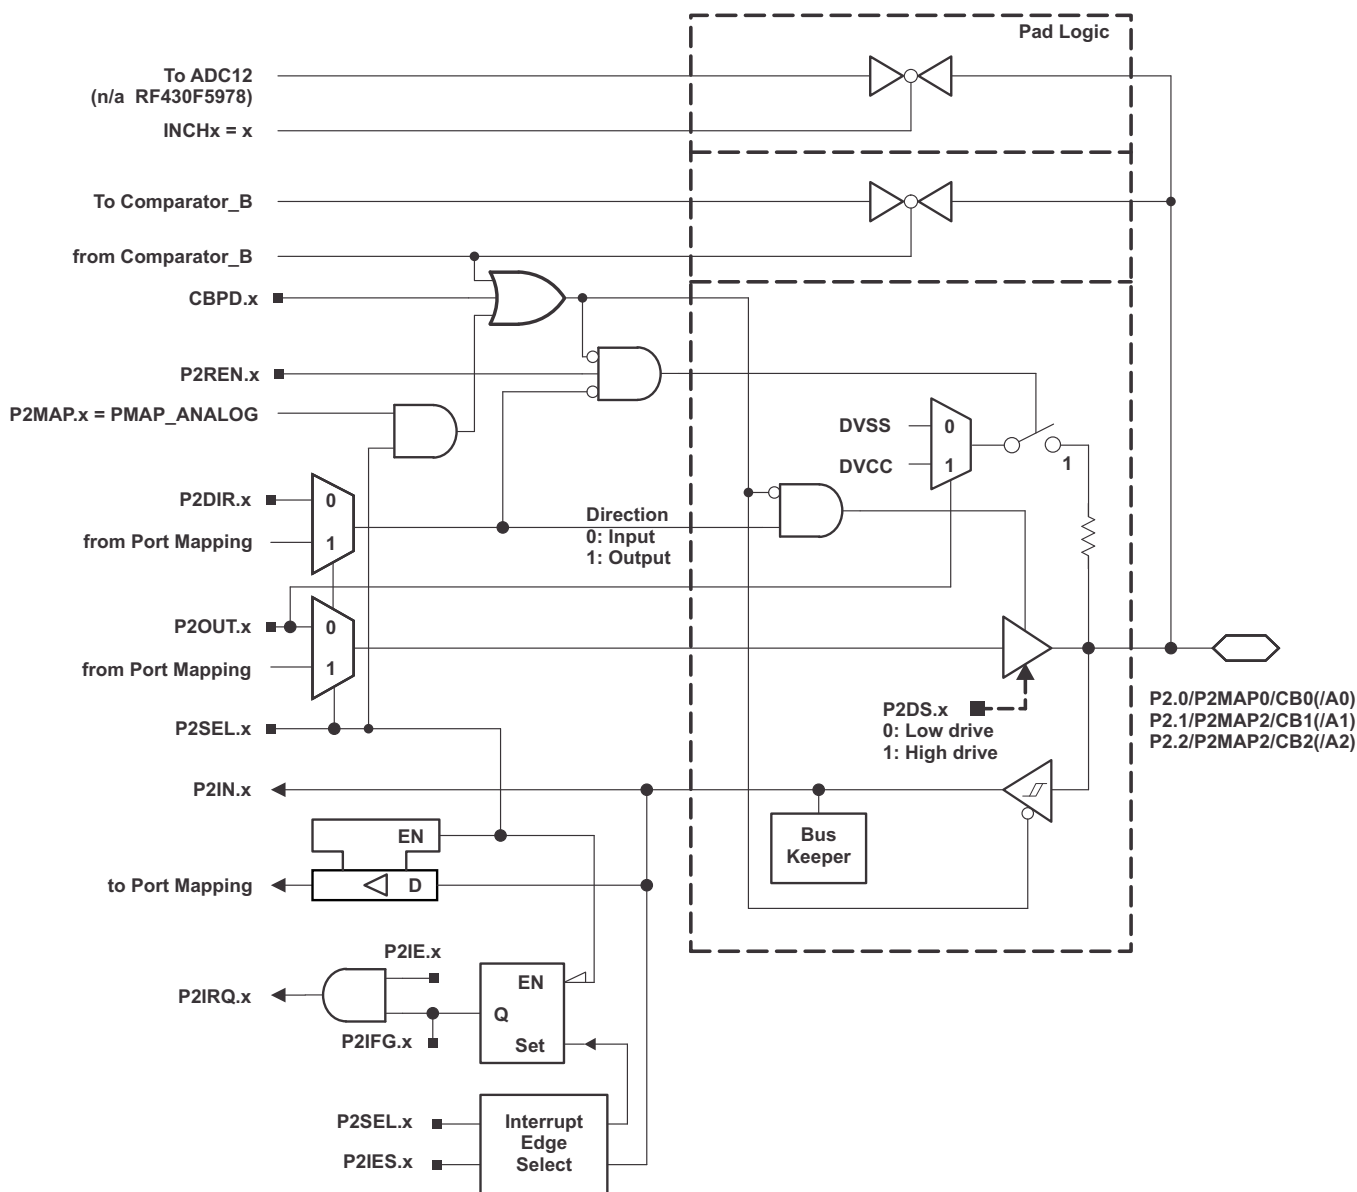 Pad Logic
To ADC12
(n/a RF430F5978)
INCHx = x
To Comparator_B
from Comparator_B
CBPD.x
P2REN.x
P2MAP.x = PMAP_ANALOG
DVSS
0
DVCC
1
1
P2DIR.x
0
Direction
0: Input
1: Output
from Port Mapping
1
P2OUT.x
0
from Port Mapping
1
P2SEL.x
P2DS.x
0: Low drive
1: High drive
P2.0/P2MAP0/CB0(/A0)
P2.1/P2MAP2/CB1(/A1)
P2.2/P2MAP2/CB2(/A2)
P2IN.x
Bus
Keeper
EN
to Port Mapping
D
P2IE.x
P2IRQ.x
EN
Q
P2IFG.x
Set
P2SEL.x
P2IES.x
Interrupt
Edge
Select